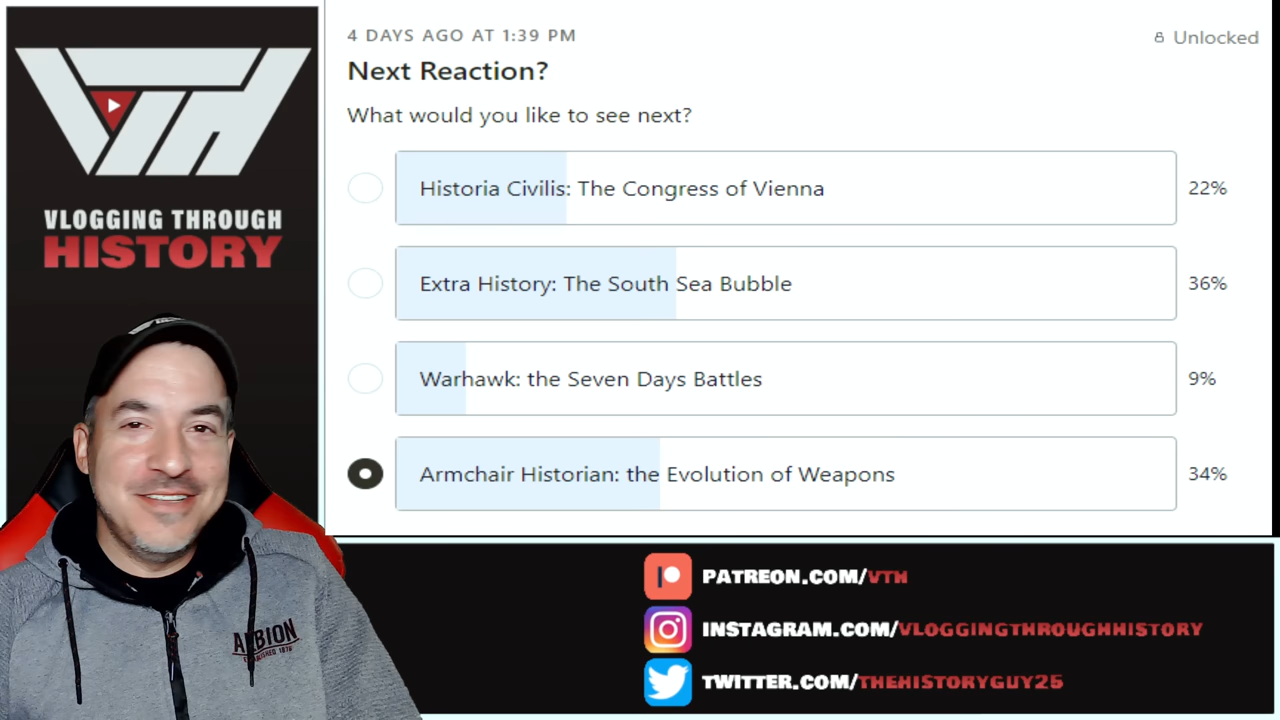 VTH
VLOGGING THROUGH
HISTORY
4 DAYS AGO AT 1:39 PM
Unlocked
Next Reaction?
What would you like to see next?
Historia Civilis: The Congress of Vienna
22%
Extra History: The South Sea Bubble
36%
Warhawk: the Seven Days Battles
9%
Armchair Historian: the Evolution of Weapons
34%
ALBION
ESTABLISHED 1879
PATREON.COM/VTH
INSTAGRAM.COM/VLOGGINGTHROUGHHISTORY
TWITTER.COM/THEHISTORYGUY25